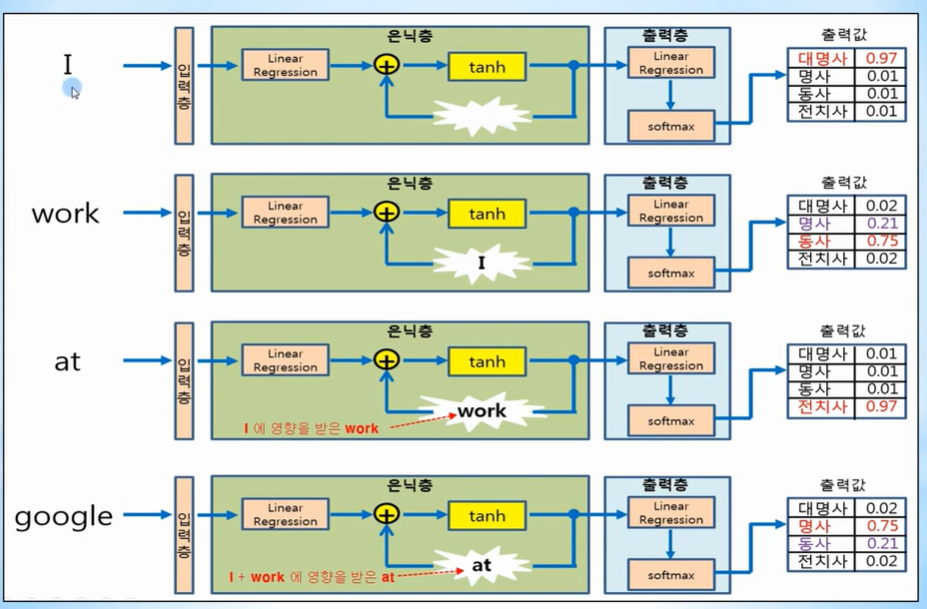 I
입력층
은닉층
Linear
Regression
+
tanh
출력층
Linear
Regression
softmax
출력값
대명사 0.97
명사 0.01
동사 0.01
전치사 0.01
work
입력층
은닉층
Linear
Regression
+
tanh
I
출력층
Linear
Regression
softmax
출력값
대명사 0.02
명사 0.21
동사 0.75
전치사 0.02
at
입력층
은닉층
Linear
Regression
+
tanh
work
I 에 영향을 받은 work
출력층
Linear
Regression
softmax
출력값
대명사 0.01
명사 0.01
동사 0.01
전치사 0.97
google
입력층
은닉층
Linear
Regression
+
tanh
at
I + work 에 영향을 받은 at
출력층
Linear
Regression
softmax
출력값
대명사 0.02
명사 0.75
동사 0.21
전치사 0.02